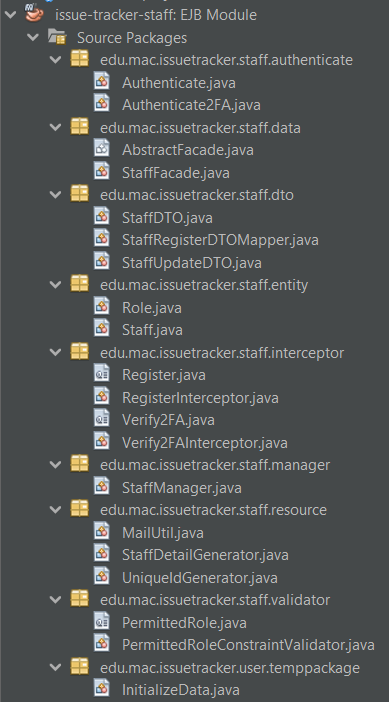 issue-tracker-staff: EJB Module
Source Packages
edu.mac.issuetracker.staff.authenticate
Authenticate.java
Authenticate2FA.java
edu.mac.issuetracker.staff.data
AbstractFacade.java
StaffFacade.java
edu.mac.issuetracker.staff.dto
StaffDTO.java
StaffRegisterDTOMapper.java
StaffUpdateDTO.java
edu.mac.issuetracker.staff.entity
Role.java
Staff.java
edu.mac.issuetracker.staff.interceptor
Register.java
RegisterInterceptor.java
Verify2FA.java
Verify2FAInterceptor.java
edu.mac.issuetracker.staff.manager
StaffManager.java
edu.mac.issuetracker.staff.resource
MailUtil.java
StaffDetailGenerator.java
UniqueIdGenerator.java
edu.mac.issuetracker.staff.validator
PermittedRole.java
PermittedRoleConstraintValidator.java
edu.mac.issuetracker.user.temppackage
InitializeData.java